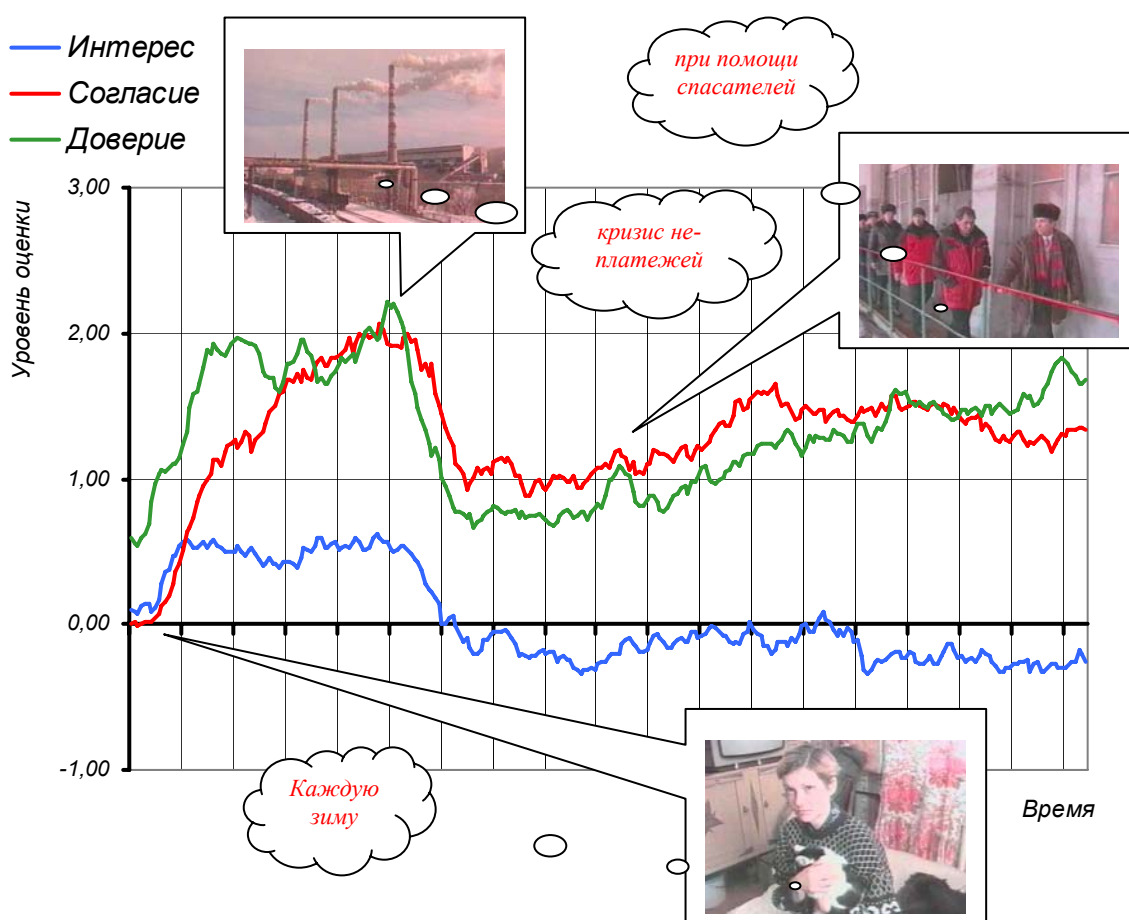 Интерес
Согласие
Доверие
при помощи
спасателей
3,00
кризис не-
платежей
Уровень оценки
2,00
1,00
0,00
-1,00
Каждую
зиму
Время